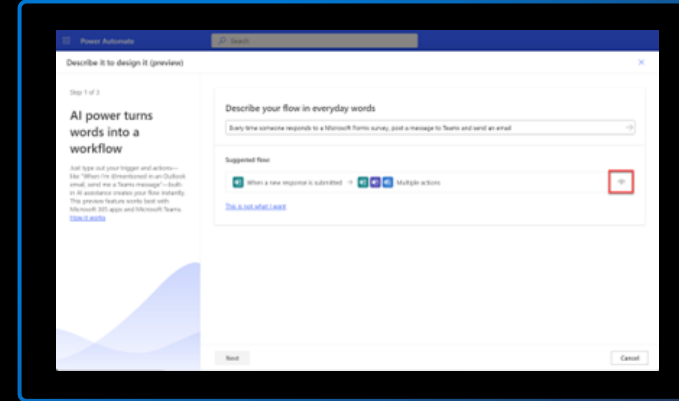 Power Automate
Search
Describe it to design it (preview)
Step 1 of 3
AI power turns
words into a
workflow
Just type out your trigger and actions—
like "When I'm @mentioned in an Outlook
email, send me a Teams message"—built-
in AI assistance creates your flow instantly.
This preview feature works best with
Microsoft 365 apps and Microsoft Teams.
How it works
Describe your flow in everyday words
Every time someone responds to a Microsoft Forms survey, post a message to Teams and send an email
Suggested flow:
When a new response is submitted → Multiple actions
This is not what I want
Next
Cancel